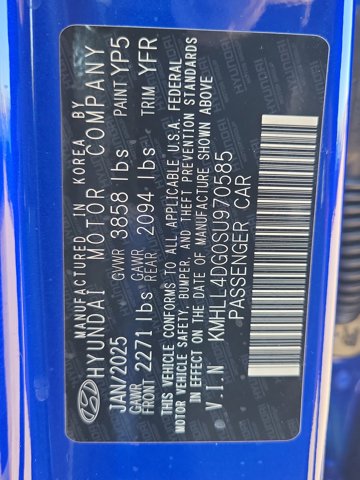 MANUFACTURED IN KOREA BY
HYUNDAI MOTOR COMPANY
JAN/2025 GVWR 3858 lbs PAINT YP5
GAWR FRONT 2271 lbs GAWR REAR 2094 lbs TRIM YFR
THIS VEHICLE CONFORMS TO ALL APPLICABLE U.S.A. FEDERAL
MOTOR VEHICLE SAFETY, BUMPER, AND THEFT PREVENTION STANDARDS
IN EFFECT ON THE DATE OF MANUFACTURE SHOWN ABOVE
V.I.N KMHLL4DG0SU970585
PASSENGER CAR